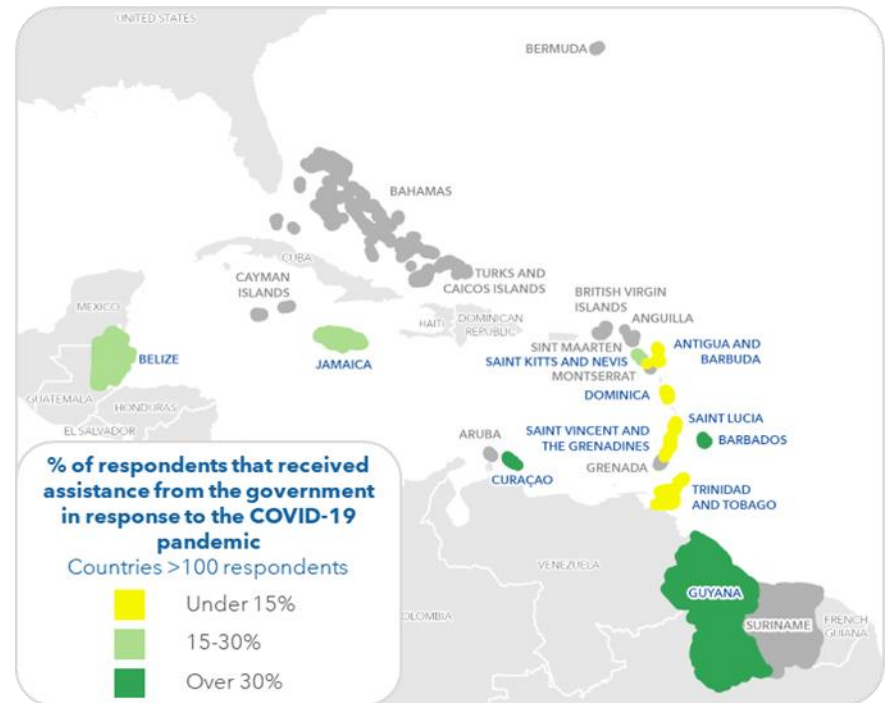 UNITED STATES
BERMUDA
BAHAMAS
CUBA
TURKS AND
CAICOS ISLANDS
CAYMAN
ISLANDS
MEXICO
HAITI
DOMINICAN
REPUBLIC
BRITISH VIRGIN
ISLANDS
ANGUILLA
BELIZE
JAMAICA
SINT MAARTEN
SAINT KITTS AND NEVIS
MONTSERRAT
ANTIGUA AND
BARBUDA
GUATEMALA
HONDURAS
EL SALVADOR
DOMINICA
SAINT LUCIA
SAINT VINCENT AND
THE GRENADINES
BARBADOS
ARUBA
CURAÇAO
GRENADA
TRINIDAD
AND TOBAGO
VENEZUELA
GUYANA
SURINAME
FRENCH
GUIANA
OLOMBIA
% of respondents that received
assistance from the government
in response to the COVID-19
pandemic
Countries >100 respondents
Under 15%
15-30%
Over 30%